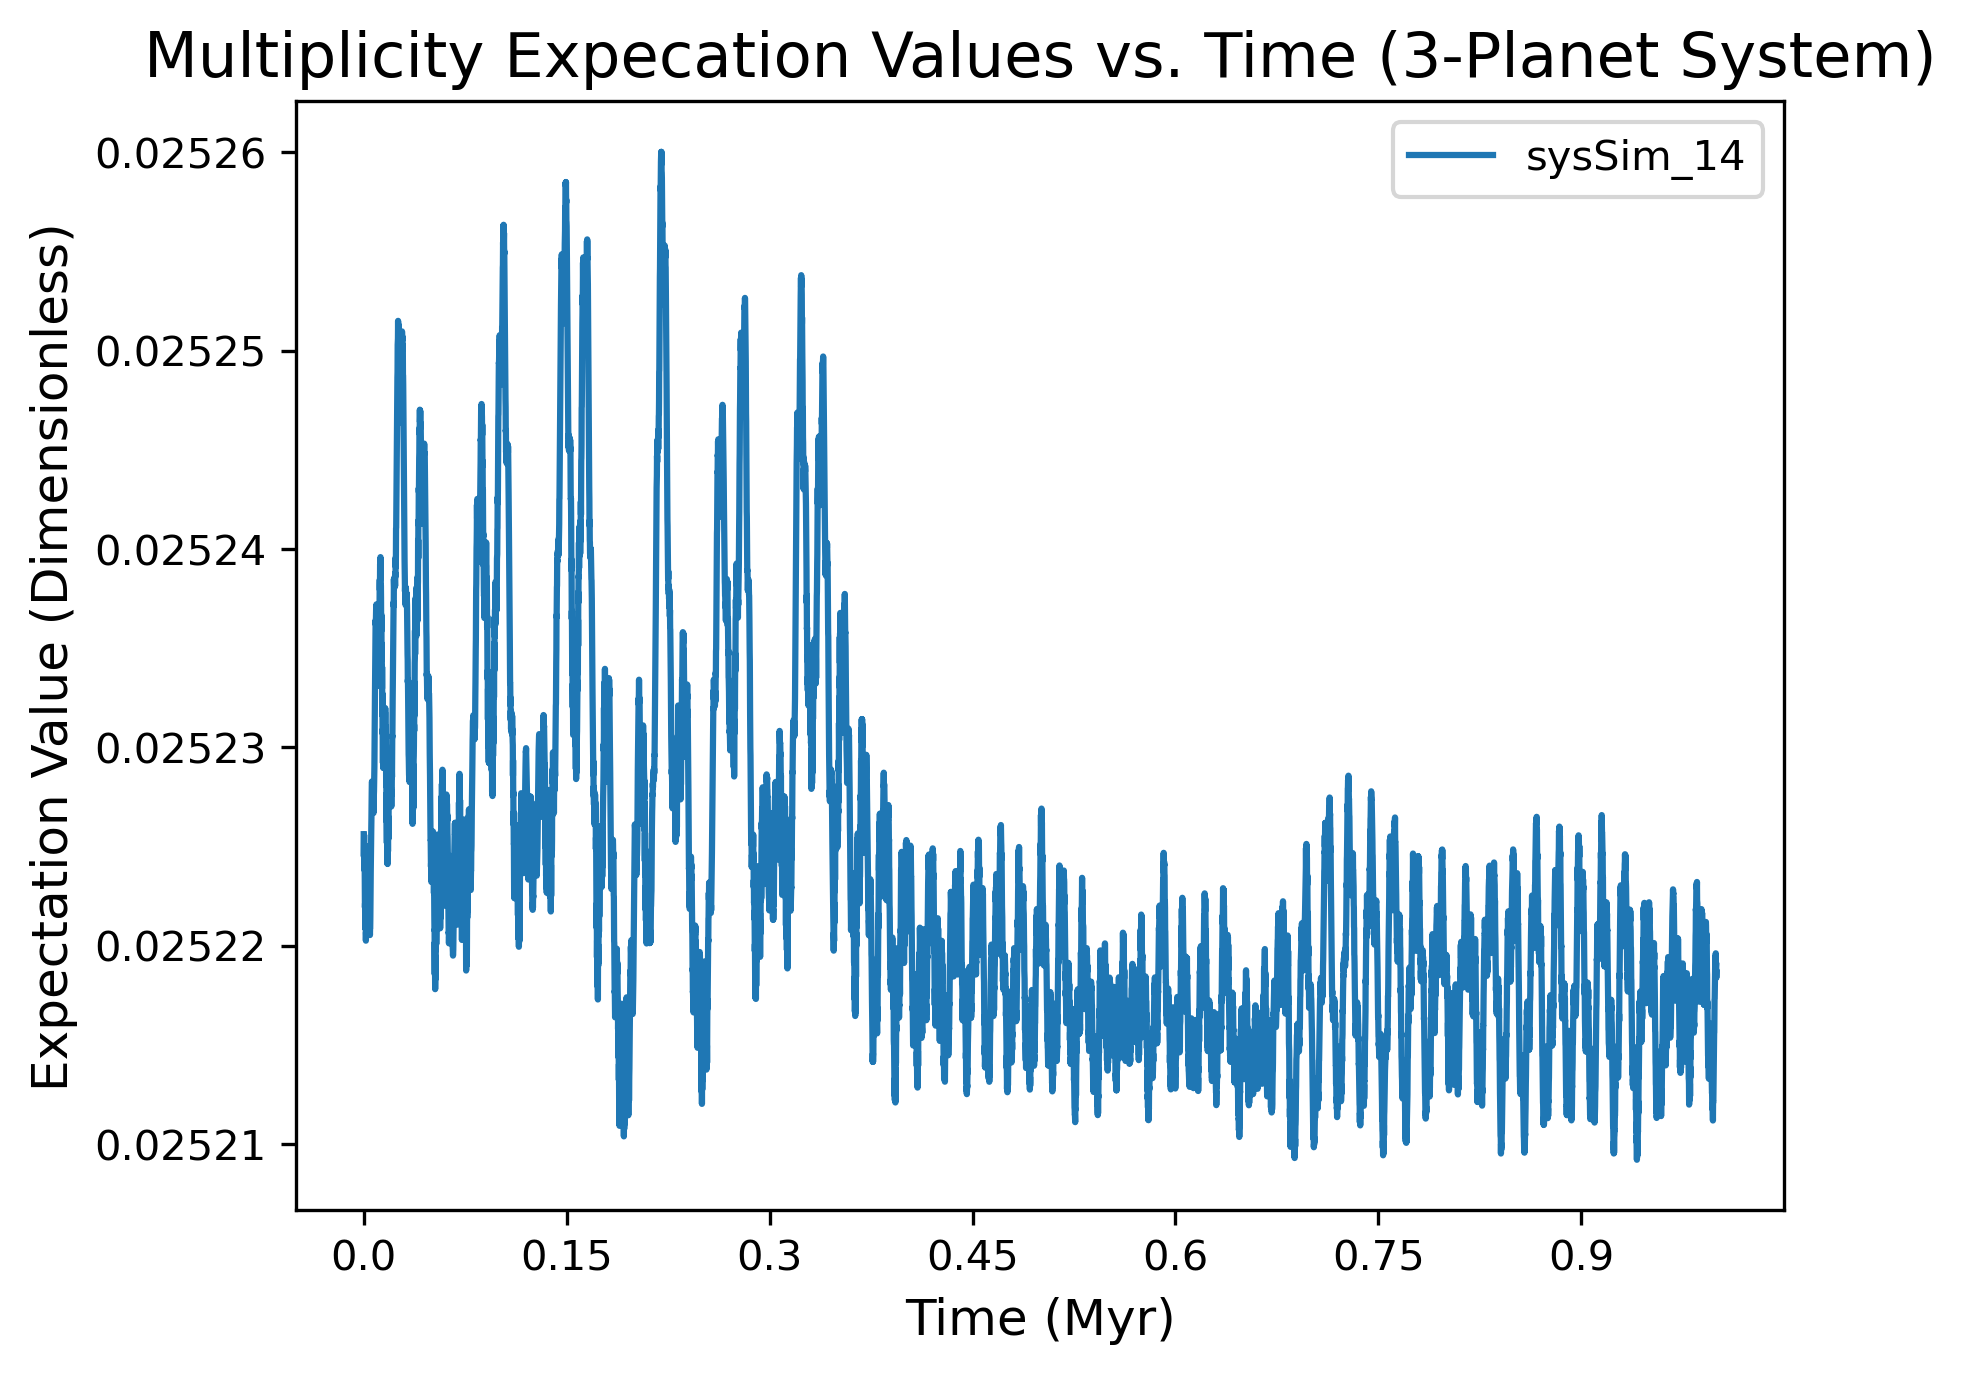 Multiplicity Expecation Values vs. Time (3-Planet System)
sysSim_14
Expectation Value (Dimensionless)
0.02526
0.02525
0.02524
0.02523
0.02522
0.02521
0.0 0.15 0.3 0.45 0.6 0.75 0.9
Time (Myr)